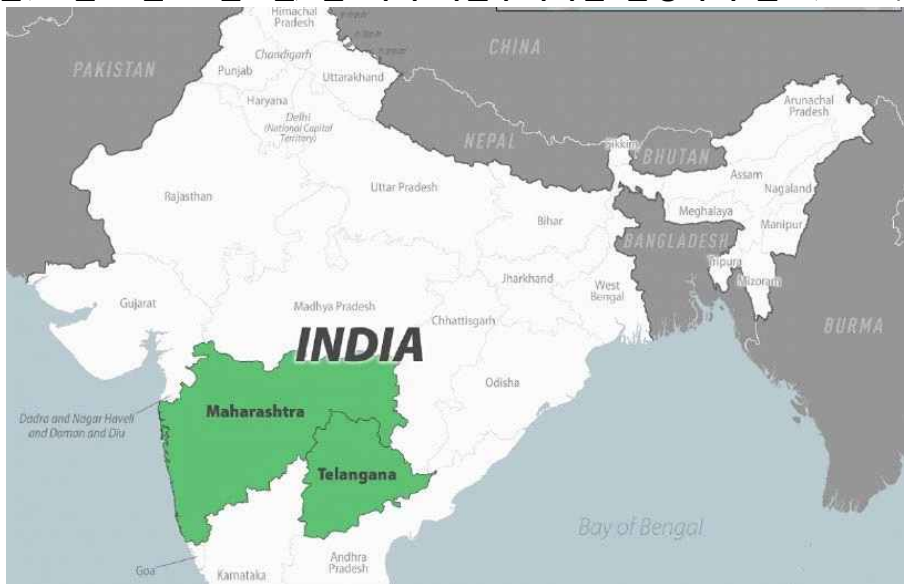 Himachal
Pradesh
CHINA
PAKISTAN
Chandigarh
Punjab
Uttarakhand
Haryana
Delhi
(National Capital
Territory)
Arunachal
Pradesh
NEPAL
Sikkim
BHUTAN
Rajasthan
Uttar Pradesh
Assam
Nagaland
Bihar
Meghalaya
Manipur
BANGLADESH
Tripura
Mizoram
Jharkhand
West
Bengal
Gujarat
Madhya Pradesh
Chhattisgarh
BURMA
INDIA
Odisha
Maharashtra
Dadra and Nagar Haveli
and Daman and Diu
Telangana
Bay of Bengal
Goa
Karnataka
Andhra
Pradesh